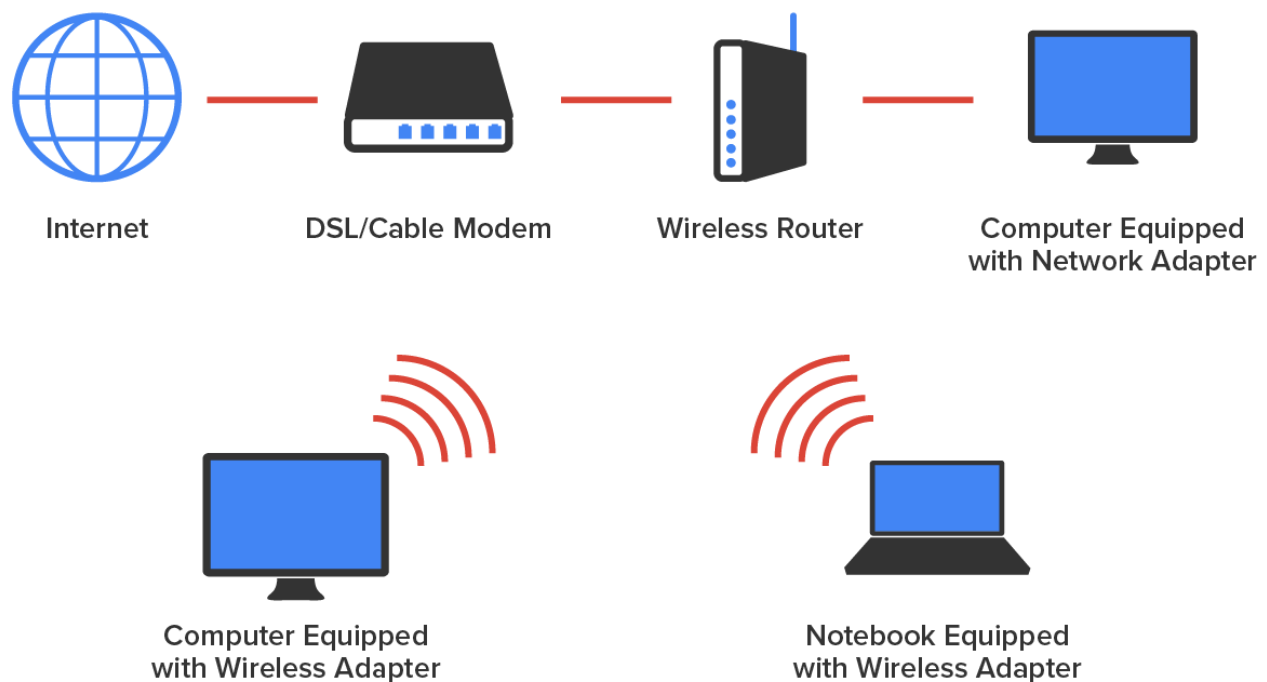 Internet
DSL/Cable Modem
Wireless Router
Computer Equipped
with Network Adapter
Computer Equipped
with Wireless Adapter
Notebook Equipped
with Wireless Adapter